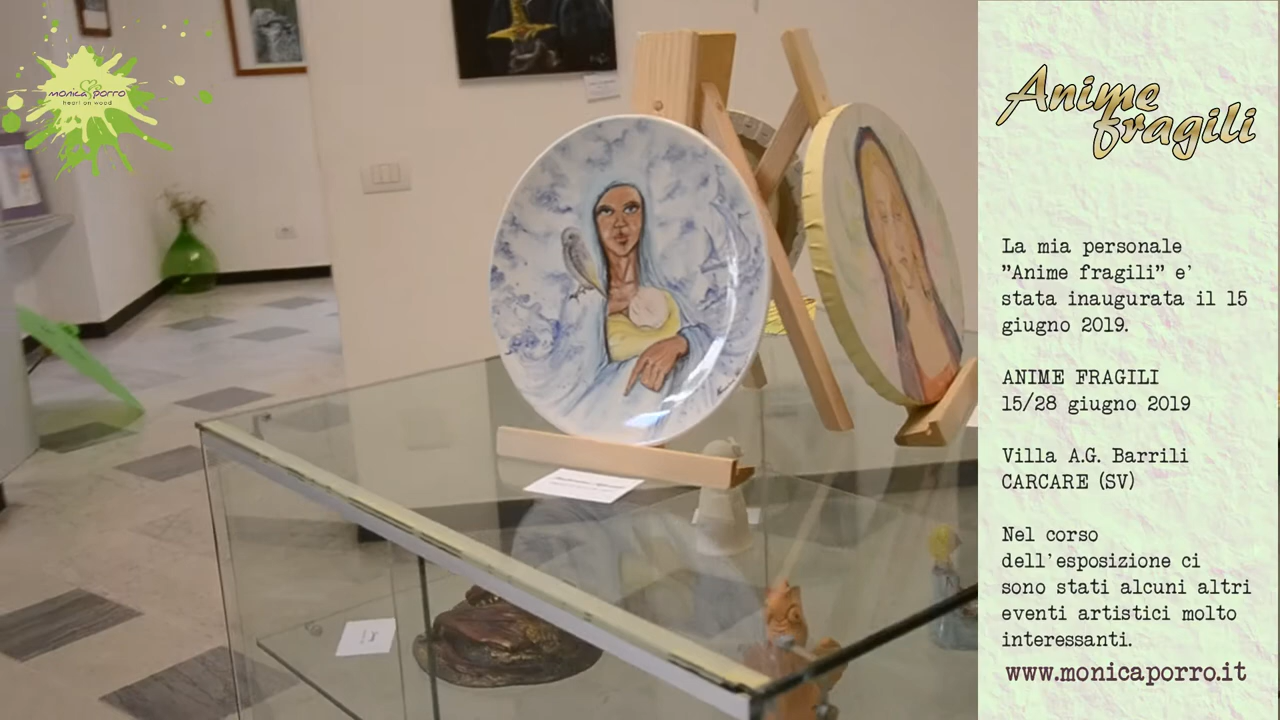 monica porro
heart on wood
Anime
fragili
La mia personale
"Anime fragili" e'
stata inaugurata il 15
giugno 2019.
ANIME FRAGILI
15/28 giugno 2019
Villa A.G. Barrili
CARCARE (SV)
Nel corso
dell'esposizione ci
sono stati alcuni altri
eventi artistici molto
interessanti.
www.monicaporro.it